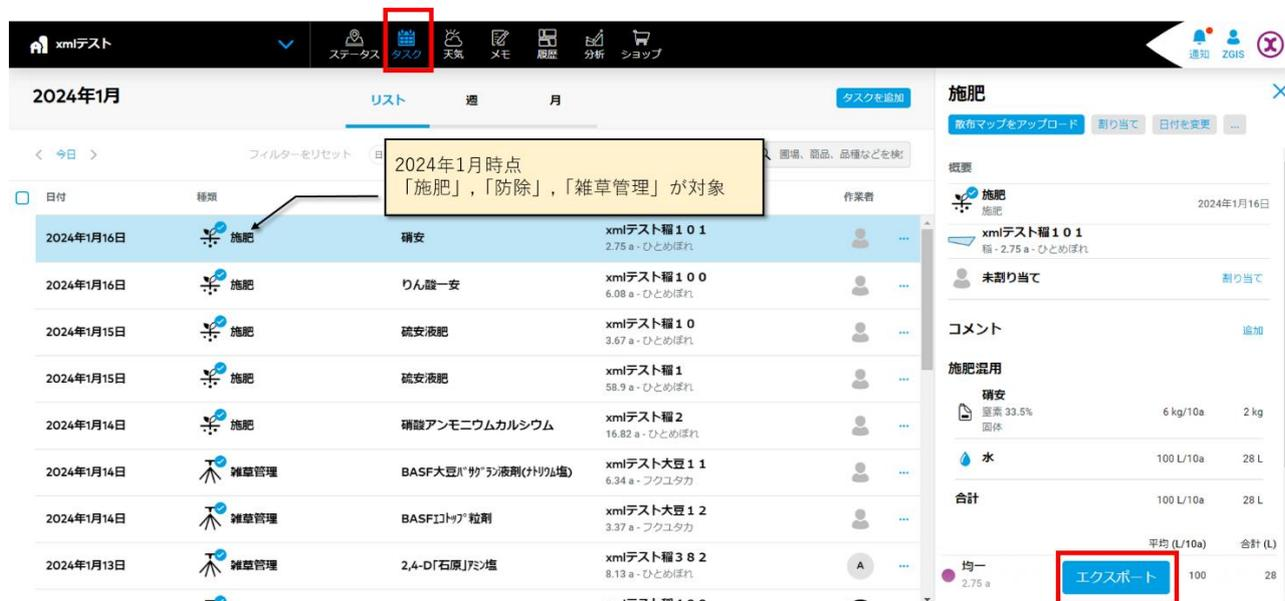 xmlテスト
ステータス タスク 天気 メモ 履歴 分析 ショップ
通知 ZGIS
2024年1月
リスト 週 月
タスクを追加
< 今日 >
フィルターをリセット
圃場、商品、品種などを検
2024年1月時点
「施肥」,「防除」,「雑草管理」が対象
日付 種類 作業者
2024年1月16日 施肥 硝安 xmlテスト稲101
2.75 a - ひとめぼれ
2024年1月16日 施肥 りん酸一安 xmlテスト稲100
6.08 a - ひとめぼれ
2024年1月15日 施肥 硫安液肥 xmlテスト稲10
3.67 a - ひとめぼれ
2024年1月15日 施肥 硫安液肥 xmlテスト稲1
58.9 a - ひとめぼれ
2024年1月14日 施肥 硝酸アンモニウムカルシウム xmlテスト稲2
16.82 a - ひとめぼれ
2024年1月14日 雑草管理 BASF大豆ﾊﾞｻｸﾞﾗﾝ液剤(ﾅﾄﾘｳﾑ塩) xmlテスト大豆11
6.34 a - フクユタカ
2024年1月14日 雑草管理 BASFｴｺﾄｯﾌﾟ粒剤 xmlテスト大豆12
3.37 a - フクユタカ
2024年1月13日 雑草管理 2,4-D「石原」ｱﾐﾝ塩 xmlテスト稲382 A
8.13 a - ひとめぼれ
施肥
散布マップをアップロード 割り当て 日付を変更 ...
概要
施肥
施肥 2024年1月16日
xmlテスト稲101
稲 - 2.75 a - ひとめぼれ
未割り当て 割り当て
コメント 追加
施肥混用
硝安
窒素 33.5% 6 kg/10a 2 kg
固体
水 100 L/10a 28 L
合計 100 L/10a 28 L
平均 (L/10a) 合計 (L)
均一 100 28
2.75 a
エクスポート